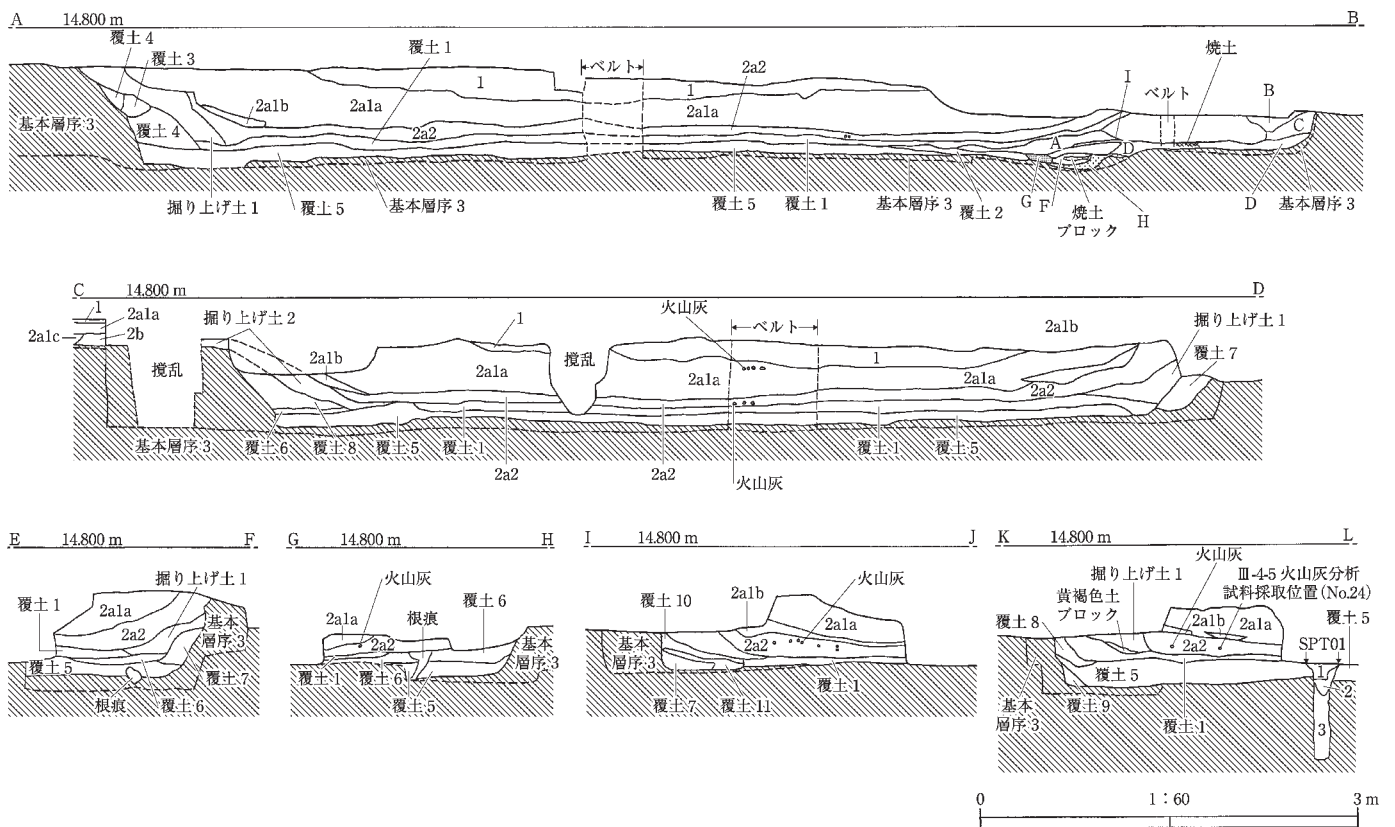 A 14.800 m B
覆土 4
覆土 3
覆土 1
ベルト
2a2
焼土
I
ベルト
B
1
1
2a1b
2a1a
2a1a
C
基本層序 3
覆土 4
2a2
A
D
掘り上げ土 1
覆土 5
基本層序 3
覆土 5
覆土 1
基本層序 3
覆土 2
G
F
焼土
ブロック
H
D
基本層序 3
C 14.800 m D
1
2a1a
2a1c
2b
掘り上げ土 2
1
火山灰
ベルト
2a1b
掘り上げ土 1
覆土 7
撹乱
2a1b
2a1a
撹乱
1
2a1a
2a1a
2a2
基本層序 3
覆土 6
覆土 8
覆土 5
覆土 1
2a2
2a2
火山灰
覆土 1
覆土 5
E 14.800 m F
掘り上げ土 1
覆土 1
2a1a
2a2
基本
層序 3
覆土 5
覆土 7
根痕
覆土 6
G 14.800 m H
火山灰
2a1a
根痕
覆土 6
2a2
基本
層序 3
覆土 1
覆土 6
覆土 5
I 14.800 m J
覆土 10
2a1b
火山灰
2a1a
基本
層序 3
2a2
覆土 1
覆土 7
覆土 11
K 14.800 m L
火山灰
掘り上げ土 1
Ⅲ-4-5 火山灰分析
試料採取位置 (No.24)
黄褐色土
ブロック
覆土 8
2a1b
2a1a
覆土 5
2a2
SPT01
覆土 5
1
2
基本
層序 3
覆土 9
覆土 1
3
0 1：60 3 m